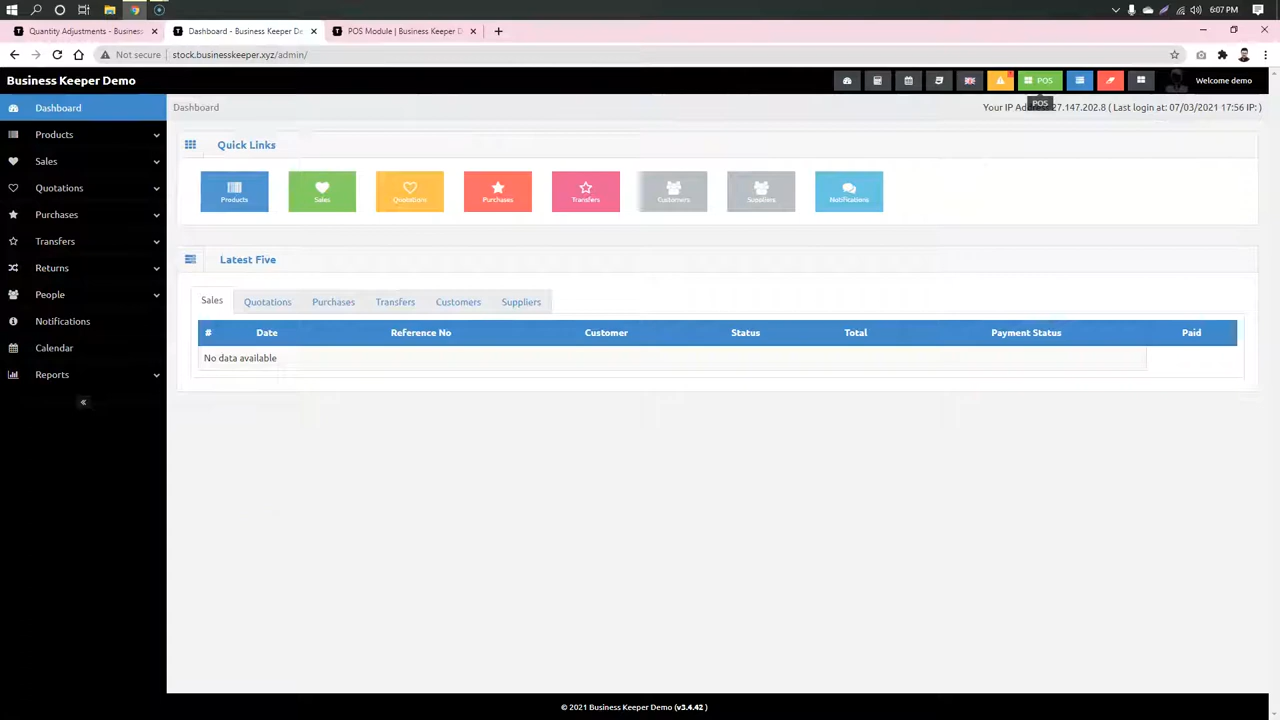 6:07 PM
Quantity Adjustments - Business
Dashboard - Business Keeper De
POS Module | Business Keeper D
Not secure stock.businesskeeper.xyz/admin/
Business Keeper Demo
POS
Welcome demo
Dashboard
Products
Sales
Quotations
Purchases
Transfers
Returns
People
Notifications
Calendar
Reports
Dashboard
Your IP Address 27.147.202.8 ( Last login at: 07/03/2021 17:56 IP: )
POS
Quick Links
Products
Sales
Quotations
Purchases
Transfers
Customers
Suppliers
Notifications
Latest Five
Sales Quotations Purchases Transfers Customers Suppliers
# Date Reference No Customer Status Total Payment Status Paid
No data available
© 2021 Business Keeper Demo (v3.4.42 )